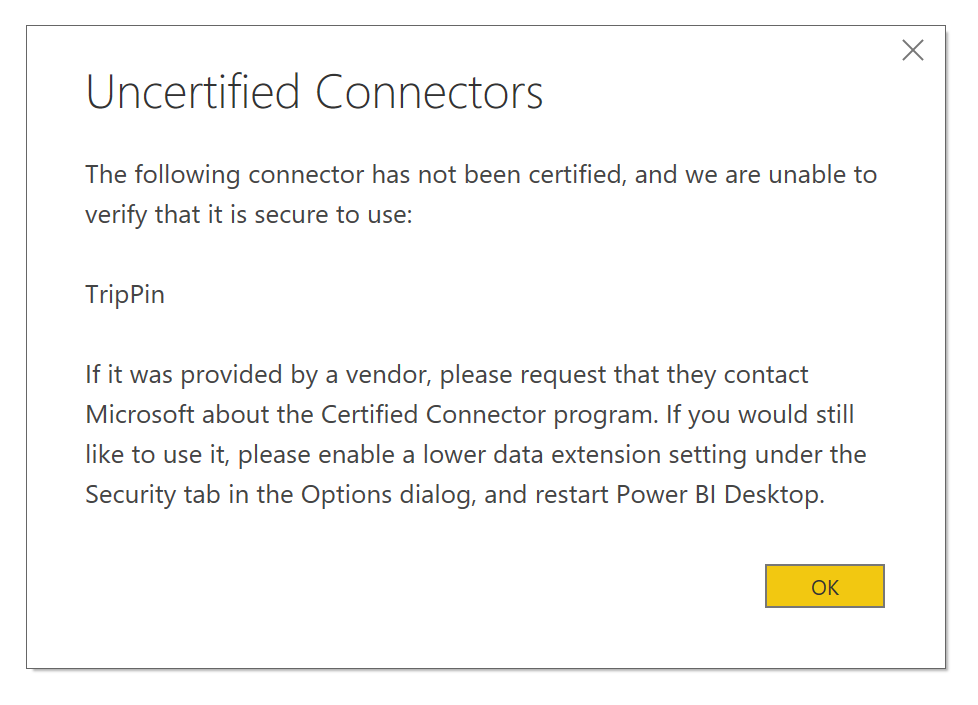 Uncertified Connectors
The following connector has not been certified, and we are unable to
verify that it is secure to use:
TripPin
If it was provided by a vendor, please request that they contact
Microsoft about the Certified Connector program. If you would still
like to use it, please enable a lower data extension setting under the
Security tab in the Options dialog, and restart Power BI Desktop.
OK